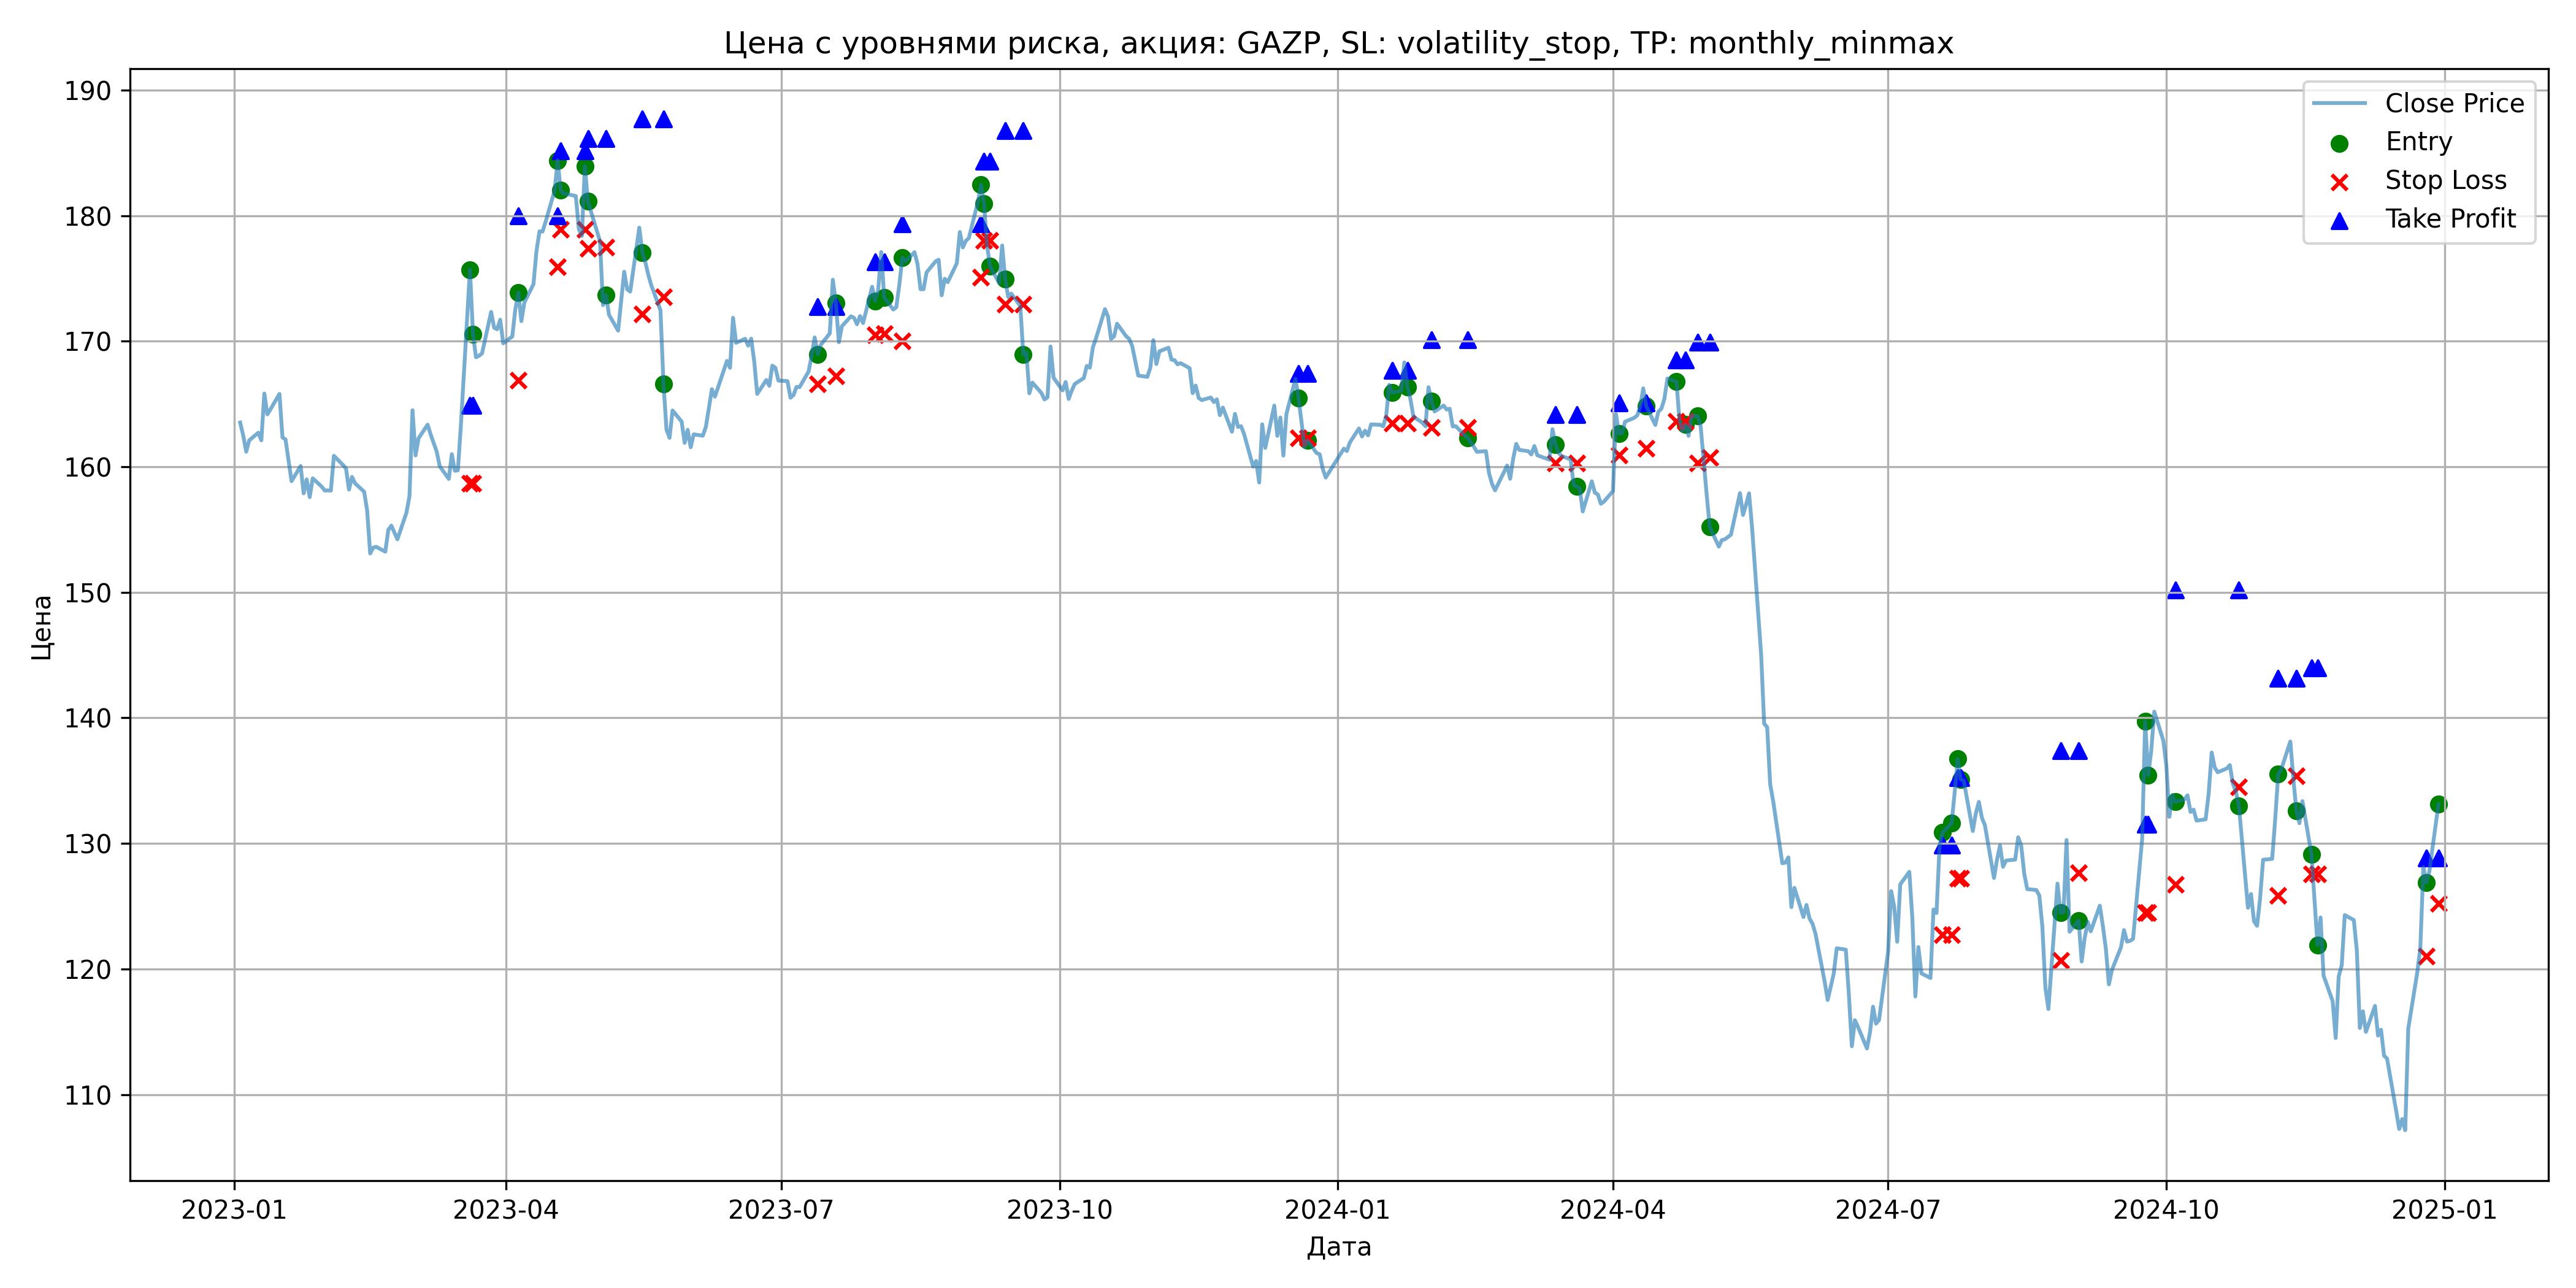 Цена с уровнями риска, акция: GAZP, SL: volatility_stop, TP: monthly_minmax
Close Price
Entry
Stop Loss
Take Profit
Цена
190
180
170
160
150
140
130
120
110
2023-01
2023-04
2023-07
2023-10
2024-01
2024-04
2024-07
2024-10
2025-01
Дата